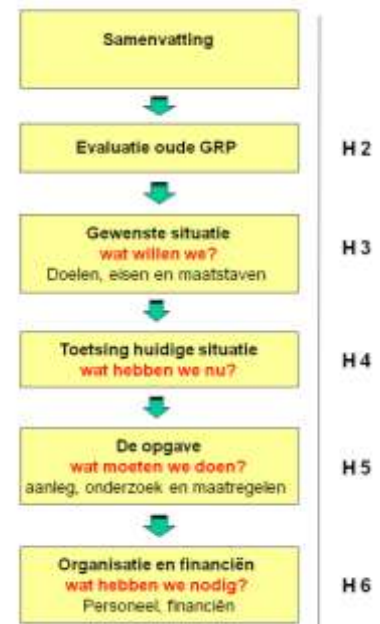 Samenvatting
Evaluatie oude GRP
H 2
Gewenste situatie
wat willen we?
Doelen, eisen en maatstaven
H 3
Toetsing huidige situatie
wat hebben we nu?
H 4
De opgave
wat moeten we doen?
aanleg, onderzoek en maatregelen
H 5
Organisatie en financiën
wat hebben we nodig?
Personeel, financiën
H 6